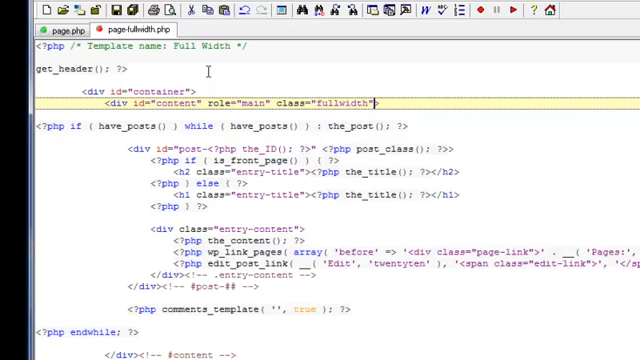 page.php page-fullwidth.php
<?php /* Template name: Full Width */
get_header(); ?>
<div id="container">
<div id="content" role="main" class="fullwidth">
<?php if ( have_posts() ) while ( have_posts() ) : the_post(); ?>
<div id="post-<?php the_ID(); ?>" <?php post_class(); ?>>
<?php if ( is_front_page() ) { ?>
<h2 class="entry-title"><?php the_title(); ?></h2>
<?php } else { ?>
<h1 class="entry-title"><?php the_title(); ?></h1>
<?php } ?>
<div class="entry-content">
<?php the_content(); ?>
<?php wp_link_pages( array( 'before' => '<div class="page-link">' . __( 'Pages:',
<?php edit_post_link( __( 'Edit', 'twentyten' ), '<span class="edit-link">', '</s
</div><!-- .entry-content -->
</div><!-- #post-## -->
<?php comments_template( '', true ); ?>
<?php endwhile; ?>
</div><!-- #content -->